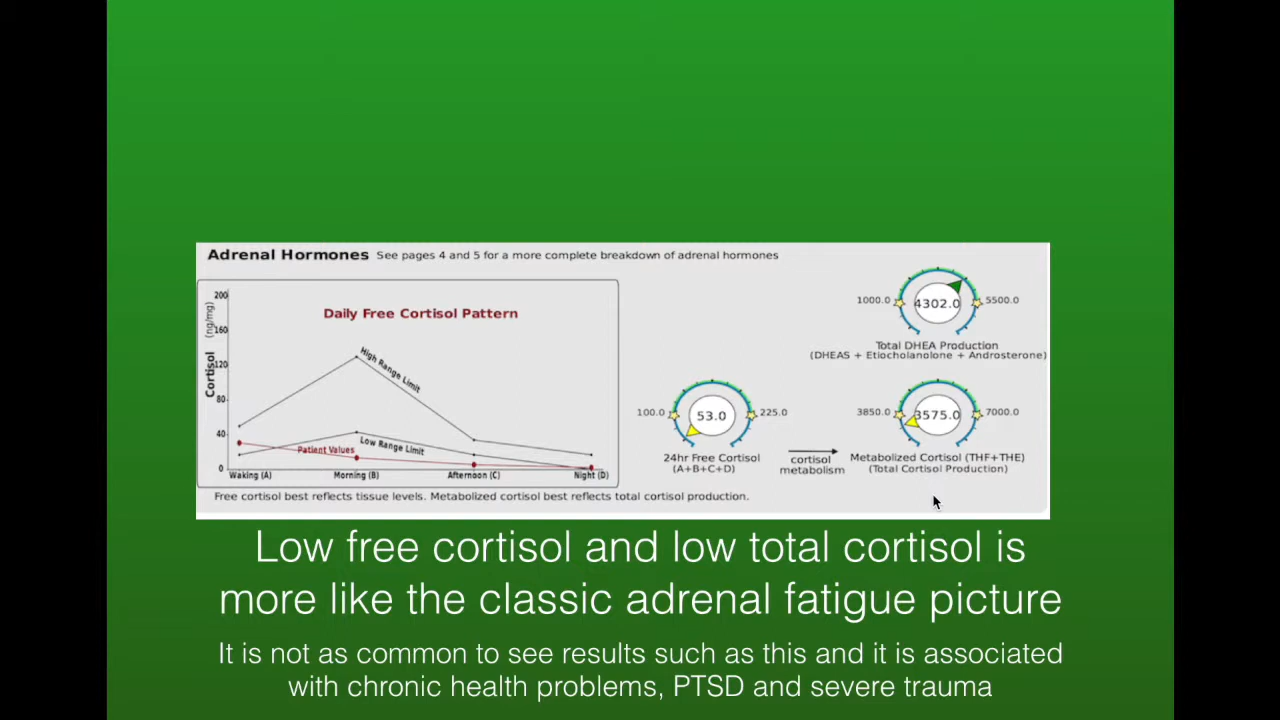 Adrenal Hormones See pages 4 and 5 for a more complete breakdown of adrenal hormones
Daily Free Cortisol Pattern
Cortisol (ng/mg)
200
160
120
80
40
0
High Range Limit
Low Range Limit
Patient Values
Waking (A) Morning (B) Afternoon (C) Night (D)
1000.0 4302.0 5500.0
Total DHEA Production
(DHEAS + Etiocholanolone + Androsterone)
100.0 53.0 225.0
24hr Free Cortisol
(A+B+C+D)
cortisol
metabolism
3850.0 3575.0 7000.0
Metabolized Cortisol (THF+THE)
(Total Cortisol Production)
Free cortisol best reflects tissue levels. Metabolized cortisol best reflects total cortisol production.
Low free cortisol and low total cortisol is
more like the classic adrenal fatigue picture
It is not as common to see results such as this and it is associated
with chronic health problems, PTSD and severe trauma